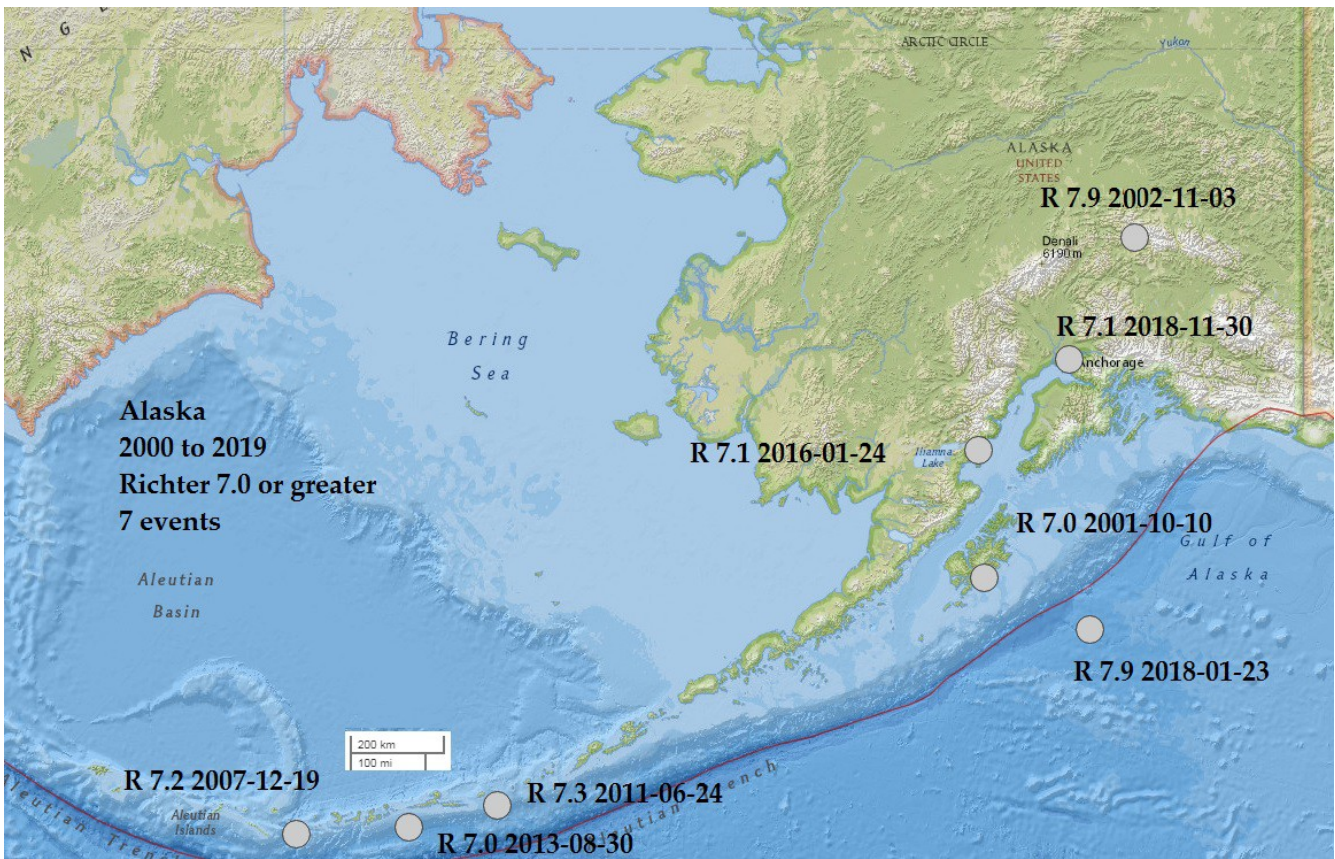 N G
ARCTIC CIRCLE
Yukon
ALASKA
UNITED
STATES
R 7.9 2002-11-03
Denali
6190m
R 7.1 2018-11-30
Anchorage
Bering
Sea
Alaska
2000 to 2019
Richter 7.0 or greater
7 events
R 7.1 2016-01-24
Iliamna
Lake
R 7.0 2001-10-10
Gulf of
Alaska
Aleutian
Basin
R 7.9 2018-01-23
200 km
100 mi
R 7.2 2007-12-19
R 7.3 2011-06-24
Aleutian
Islands
R 7.0 2013-08-30
Aleutian Trench
Aleutian Trench